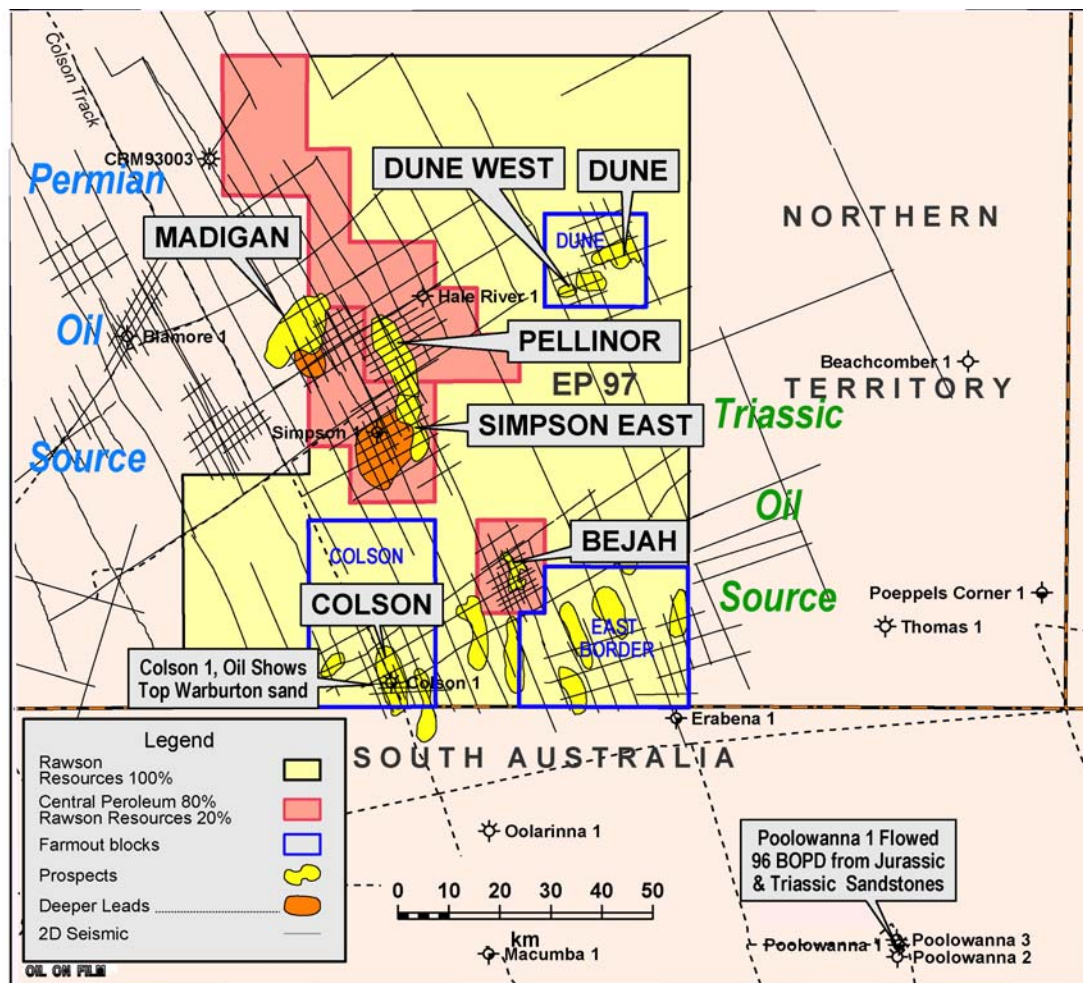 Colson Track
CBM93003
Permian
DUNE WEST
DUNE
MADIGAN
DUNE
NORTHERN
Hale River 1
Oil
Blamore 1
PELLINOR
EP 97
Beachcomber 1
TERRITORY
Triassic
Simpson 1
SIMPSON EAST
Source
Oil
COLSON
BEJAH
Source
Poeppels Corner 1
COLSON
EAST
BORDER
Thomas 1
Colson 1, Oil Shows
Top Warburton sand
Colson 1
Erabena 1
SOUTH AUSTRALIA
Legend
Rawson
Resources 100%
Central Peroleum 80%
Rawson Resources 20%
Farmout blocks
Prospects
Deeper Leads
2D Seismic
OIL ON FILM
Oolarinna 1
0 10 20 30 40 50
km
Macumba 1
Poolowanna 1 Flowed
96 BOPD from Jurassic
& Triassic Sandstones
Poolowanna 1
Poolowanna 3
Poolowanna 2